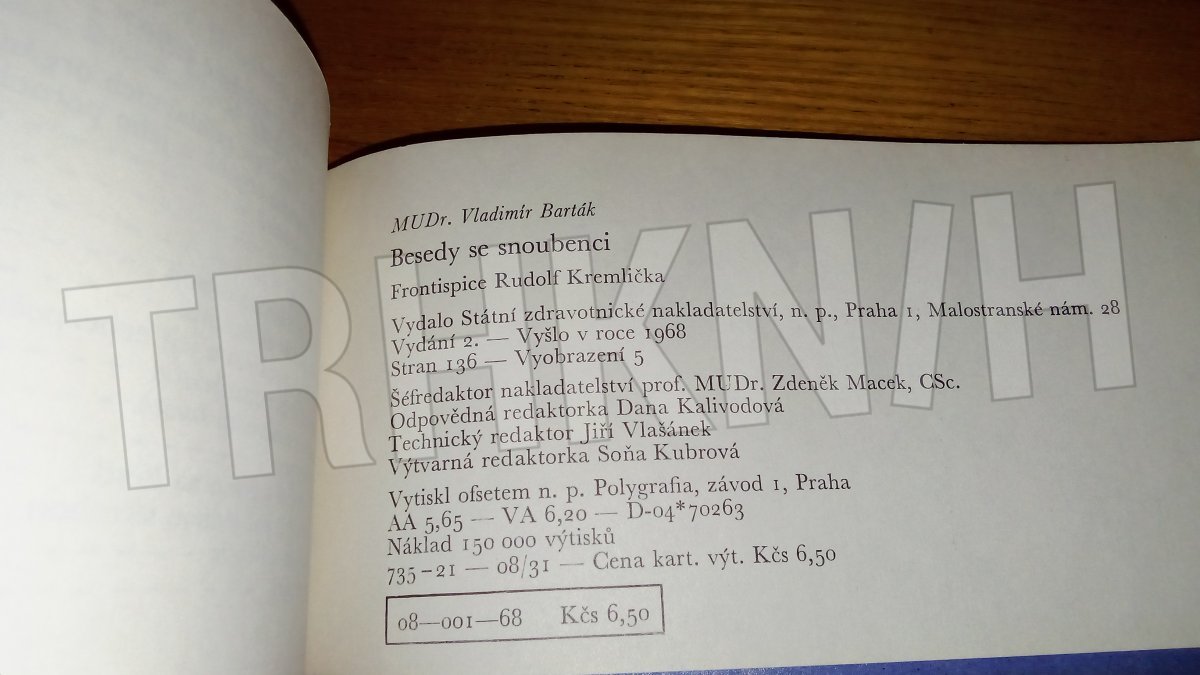 MUDr. Vladimír Barták
Besedy se snoubenci
Frontispice Rudolf Kremlička
Vydalo Státní zdravotnické nakladatelství, n. p., Praha 1, Malostranské nám. 28
Vydání 2. — Vyšlo v roce 1968
Stran 136 — Vyobrazení 5
Šéfredaktor nakladatelství prof. MUDr. Zdeněk Macek, CSc.
Odpovědná redaktorka Dana Kalivodová
Technický redaktor Jiří Vlašánek
Výtvarná redaktorka Soňa Kubrová
Vytiskl ofsetem n. p. Polygrafia, závod 1, Praha
AA 5,65 — VA 6,20 — D-04*70263
Náklad 150 000 výtisků
735-21 — 08/31 — Cena kart. výt. Kčs 6,50
08—001—68 Kčs 6,50
TRHKN/H